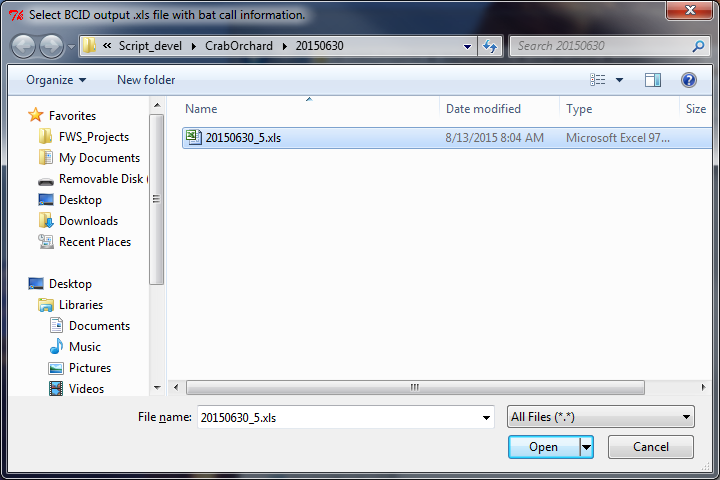 Select BCID output .xls file with bat call information.
« Script_devel CrabOrchard 20150630 Search 20150630
Organize New folder
Name Date modified Type Size
20150630_5.xls 8/13/2015 8:04 AM Microsoft Excel 97...
Favorites
FWS_Projects
My Documents
Removable Disk (
Desktop
Downloads
Recent Places
Desktop
Libraries
Documents
Music
Pictures
Videos
File name: 20150630_5.xls All Files (*.*)
Open Cancel